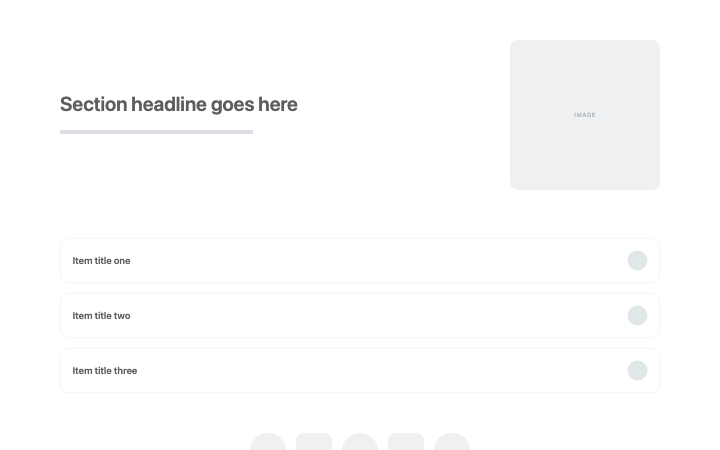 Section headline goes here
IMAGE
Item title one
Item title two
Item title three